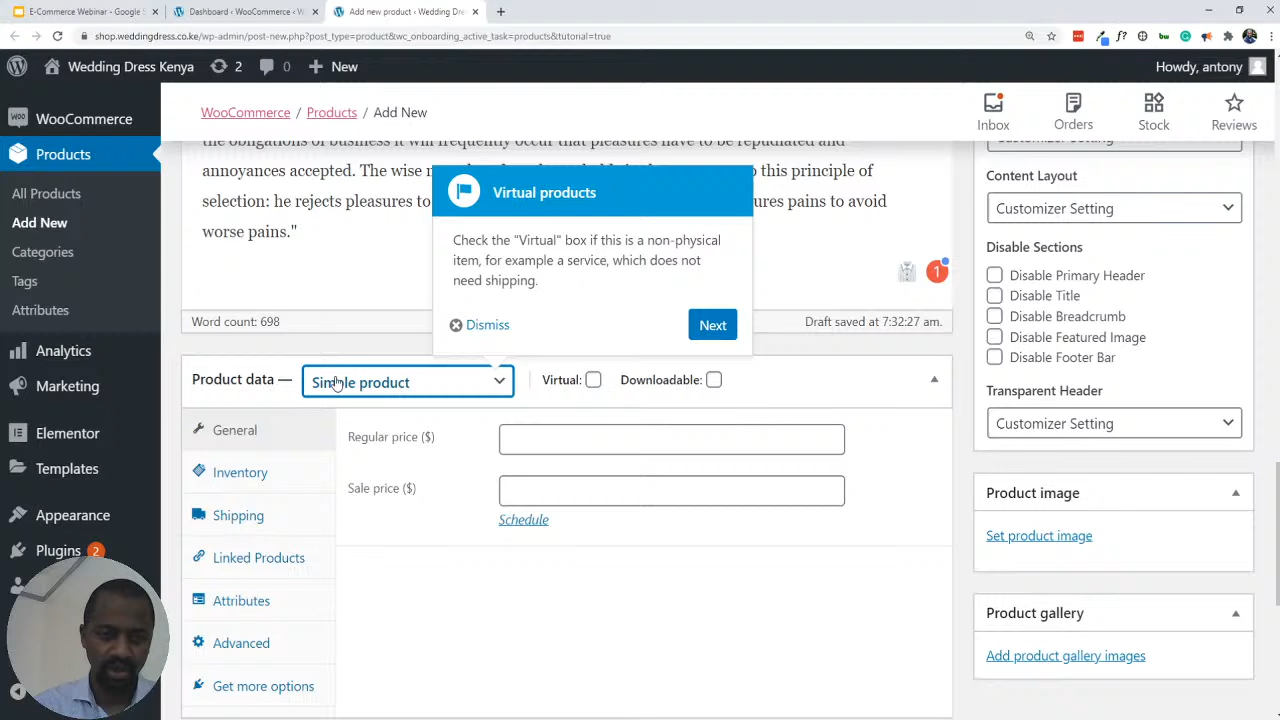 E-Commerce Webinar - Google S
Dashboard ‹ WooCommerce ‹ W
Add new product ‹ Wedding Dre
shop.weddingdress.co.ke/wp-admin/post-new.php?post_type=product&wc_onboarding_active_task=products&tutorial=true
Wedding Dress Kenya
2
0
New
Howdy, antony
WooCommerce
Products
All Products
Add New
Categories
Tags
Attributes
Analytics
Marketing
Elementor
Templates
Appearance
Plugins 2
WooCommerce / Products / Add New
Inbox
Orders
Stock
Reviews
the obligations of business it will frequently occur that pleasures have to be repudiated and
annoyances accepted. The wise this principle of
selection: he rejects pleasures to pains to avoid
worse pains."
1
Virtual products
Check the "Virtual" box if this is a non-physical
item, for example a service, which does not
need shipping.
Dismiss
Next
Word count: 698
Draft saved at 7:32:27 am.
Product data — Simple product Virtual: Downloadable:
General
Inventory
Shipping
Linked Products
Attributes
Advanced
Get more options
Regular price ($)
Sale price ($)
Schedule
Customizer Setting
Content Layout
Customizer Setting
Disable Sections
Disable Primary Header
Disable Title
Disable Breadcrumb
Disable Featured Image
Disable Footer Bar
Transparent Header
Customizer Setting
Product image
Set product image
Product gallery
Add product gallery images